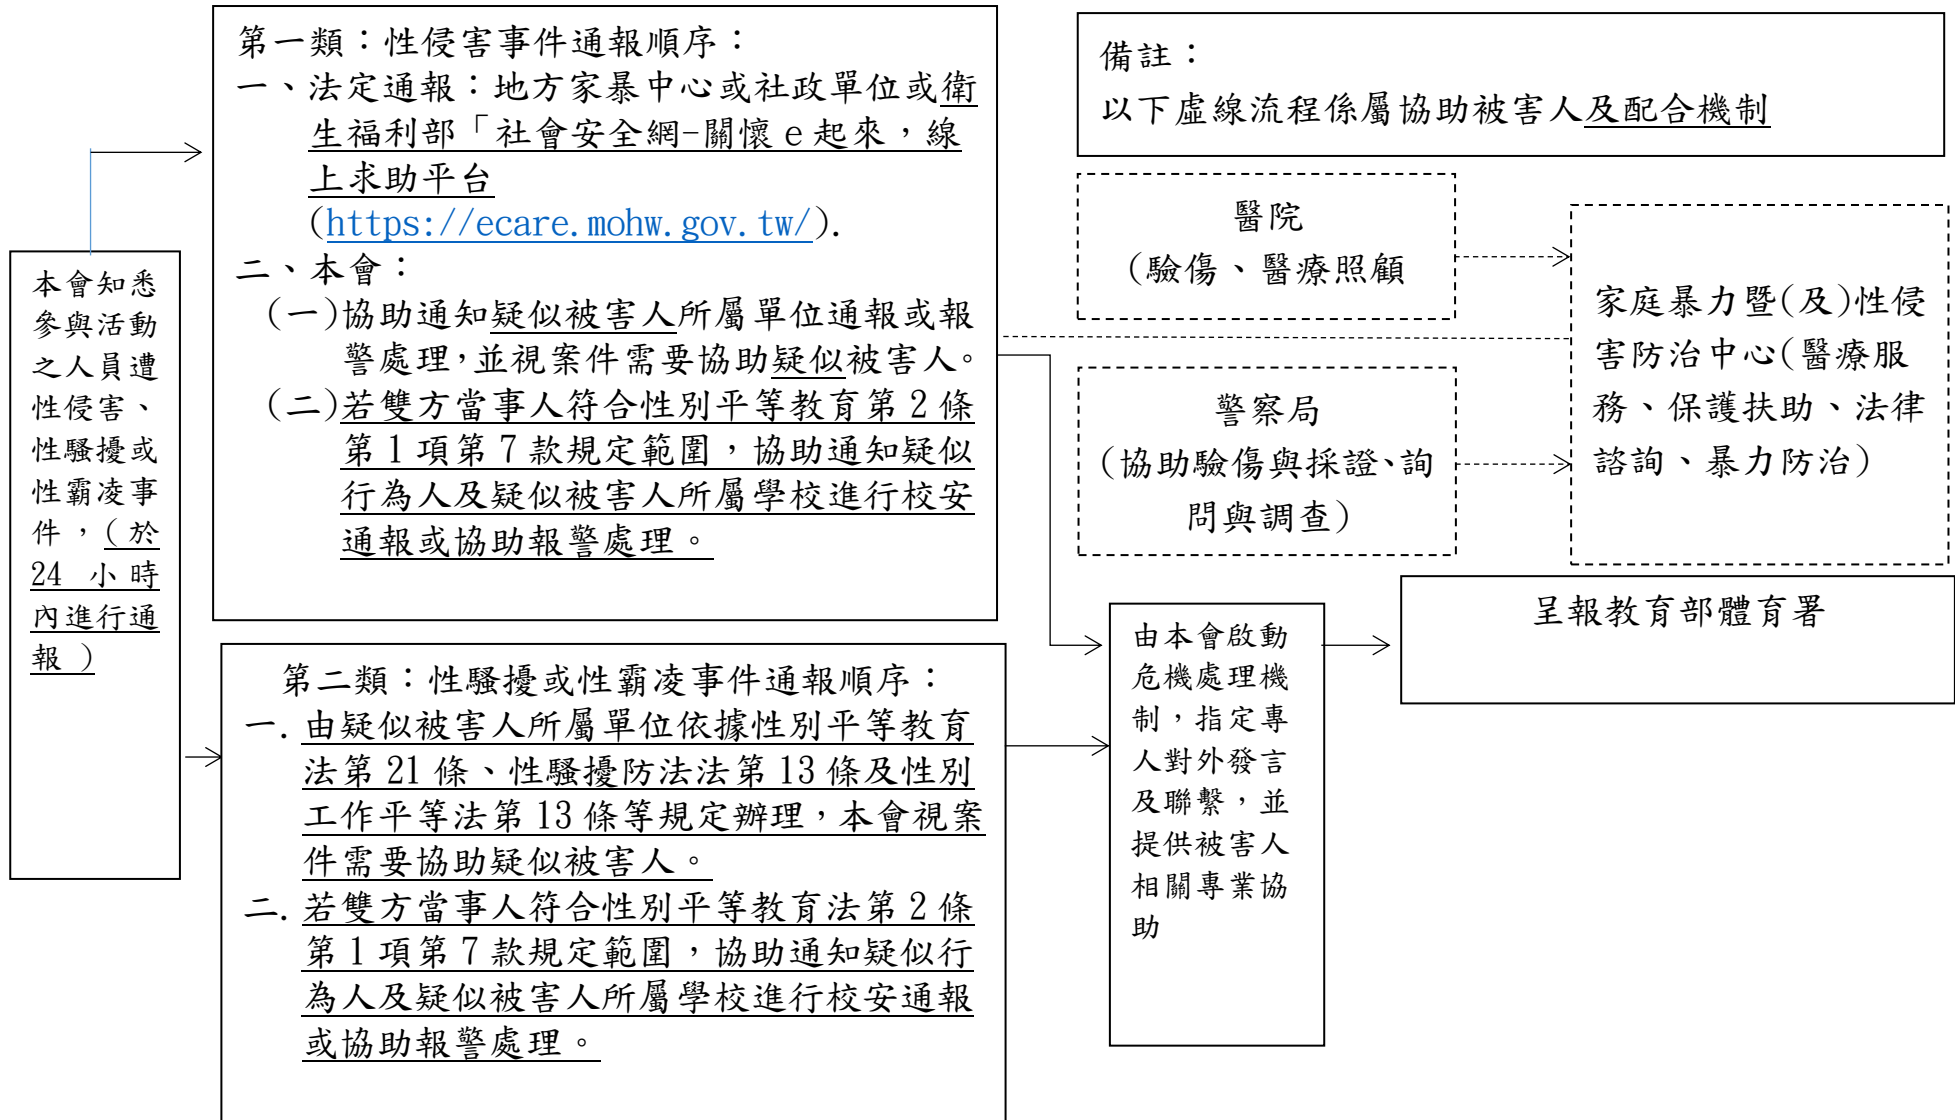 本會知悉
參與活動
之人員遭
性侵害、
性騷擾或
性霸凌事
件，(於
24 小時
內進行通
報)
第一類：性侵害事件通報順序：
一、法定通報：地方家暴中心或社政單位或衛
生福利部「社會安全網-關懷 e 起來，線
上求助平台
(https://ecare.mohw.gov.tw/).
二、本會：
(一)協助通知疑似被害人所屬單位通報或報
警處理，並視案件需要協助疑似被害人。
(二)若雙方當事人符合性別平等教育第 2 條
第 1 項第 7 款規定範圍，協助通知疑似
行為人及疑似被害人所屬學校進行校安
通報或協助報警處理。
第二類：性騷擾或性霸凌事件通報順序：
一. 由疑似被害人所屬單位依據性別平等教育
法第 21 條、性騷擾防法法第 13 條及性別
工作平等法第 13 條等規定辦理，本會視案
件需要協助疑似被害人。
二. 若雙方當事人符合性別平等教育法第 2 條
第 1 項第 7 款規定範圍，協助通知疑似行
為人及疑似被害人所屬學校進行校安通報
或協助報警處理。
備註：
以下虛線流程係屬協助被害人及配合機制
醫院
(驗傷、醫療照顧
警察局
(協助驗傷與採證、詢
問與調查)
家庭暴力暨(及)性侵
害防治中心(醫療服
務、保護扶助、法律
諮詢、暴力防治)
由本會啟動
危機處理機
制，指定專
人對外發言
及聯繫，並
提供被害人
相關專業協
助
呈報教育部體育署